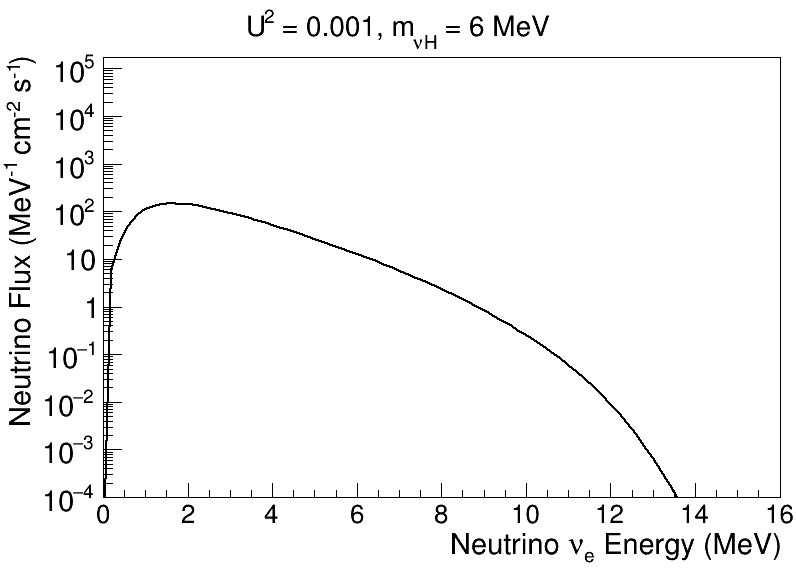 U² = 0.001, m_νH = 6 MeV
Neutrino Flux (MeV⁻¹ cm⁻² s⁻¹)
10⁵
10⁴
10³
10²
10
1
10⁻¹
10⁻²
10⁻³
10⁻⁴
0 2 4 6 8 10 12 14 16
Neutrino νₑ Energy (MeV)